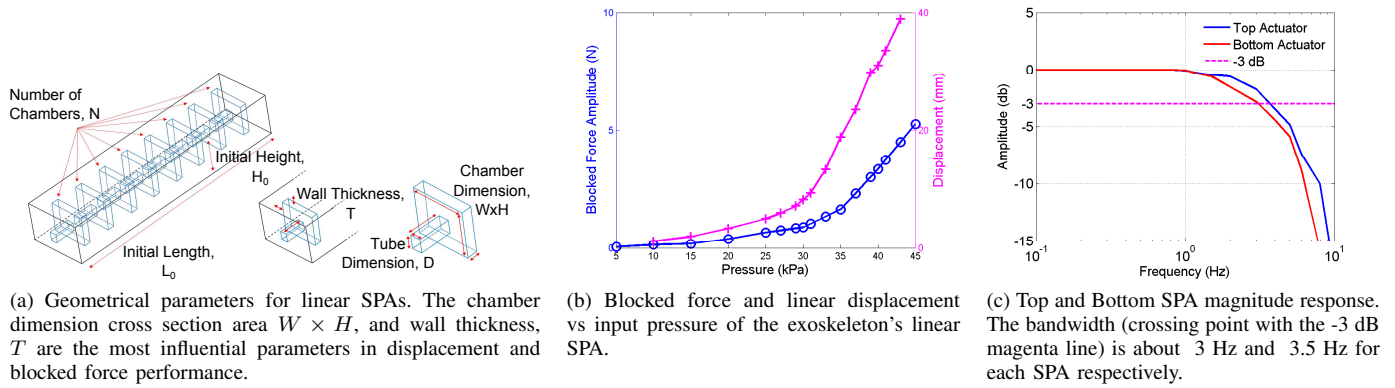 Number of
Chambers, N
Initial Height,
H0
Initial Length,
L0
Wall Thickness,
T
Tube
Dimension, D
Chamber
Dimension,
WxH
(a) Geometrical parameters for linear SPAs. The chamber
dimension cross section area W × H, and wall thickness,
T are the most influential parameters in displacement and
blocked force performance.
Blocked Force Amplitude (N)
10
5
0
5
10
15
20
25
30
35
40
45
Pressure (kPa)
40
20
0
Displacement (mm)
(b) Blocked force and linear displacement
vs input pressure of the exoskeleton's linear
SPA.
Amplitude (db)
5
0
-3
-5
-10
-15
Top Actuator
Bottom Actuator
-3 dB
10-1
100
101
Frequency (Hz)
(c) Top and Bottom SPA magnitude response.
The bandwidth (crossing point with the -3 dB
magenta line) is about 3 Hz and 3.5 Hz for
each SPA respectively.